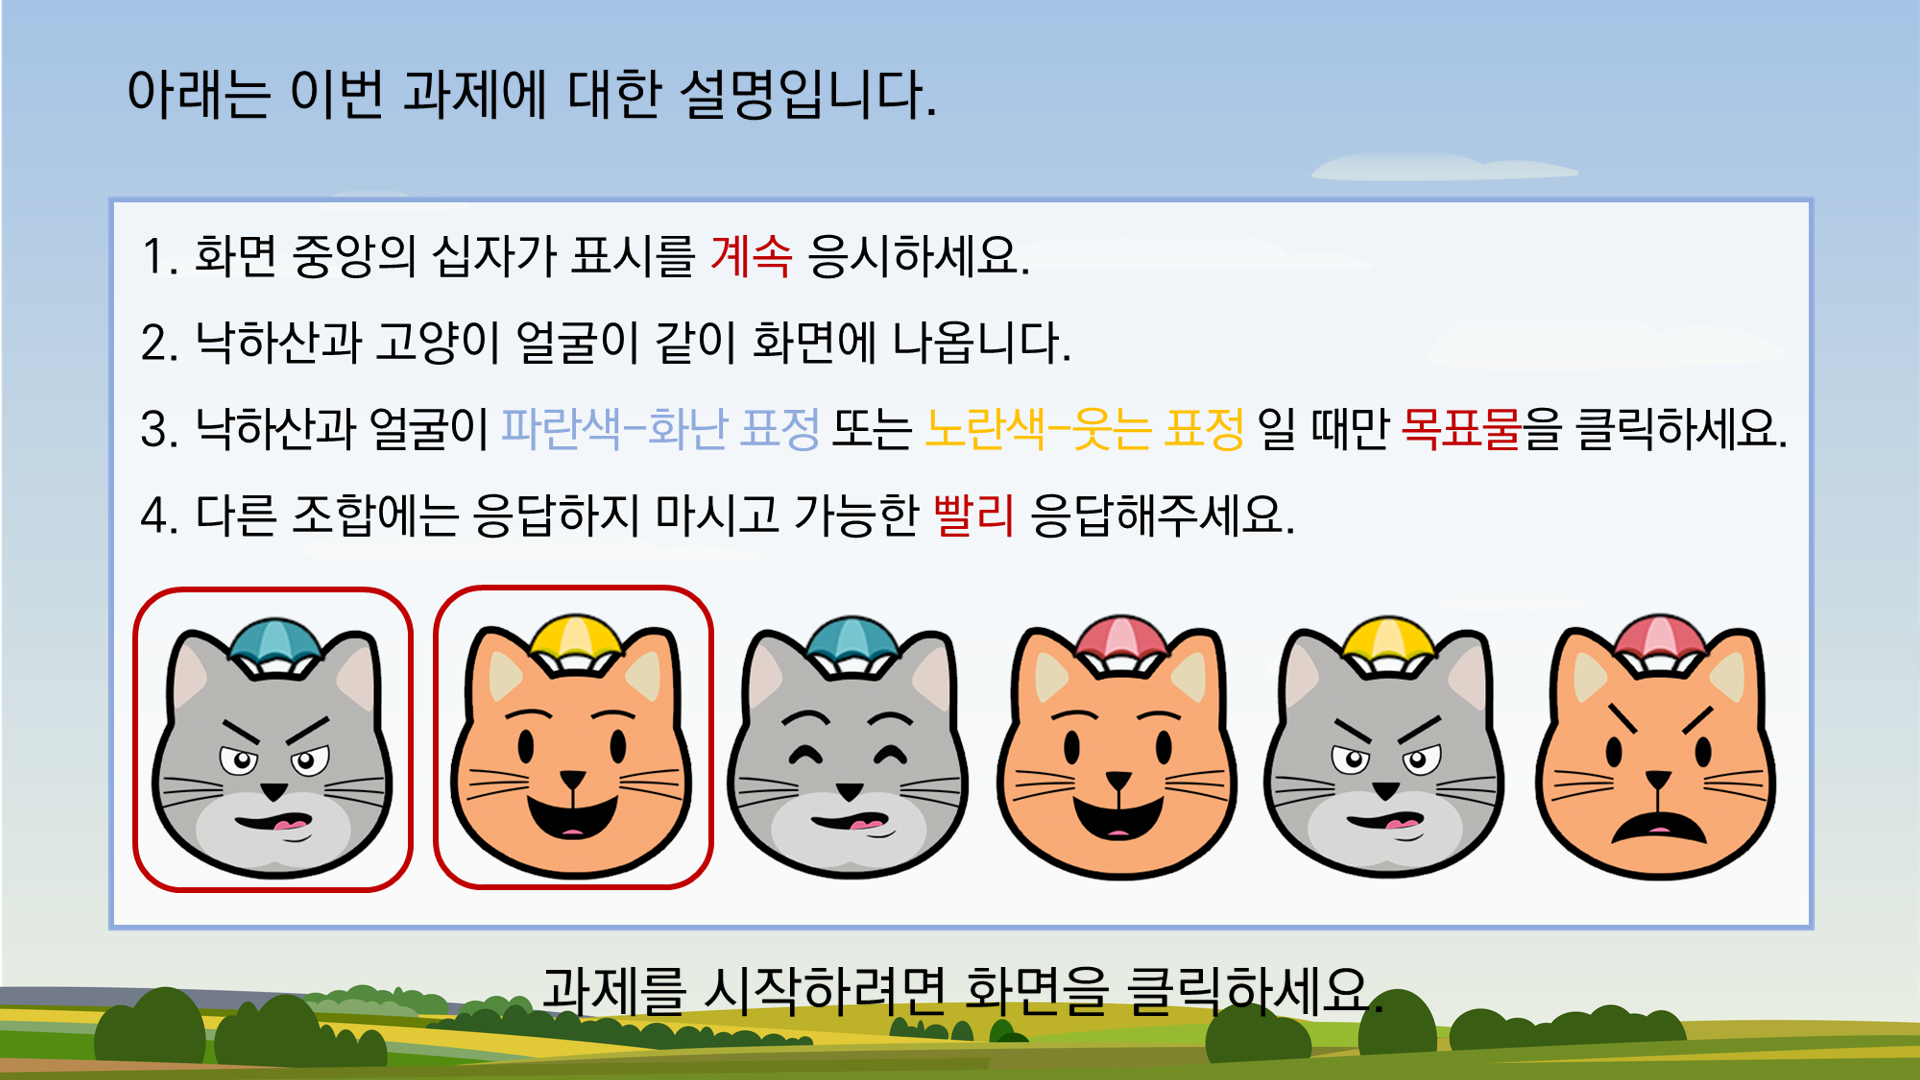 아래는 이번 과제에 대한 설명입니다.
1. 화면 중앙의 십자가 표시를 계속 응시하세요.
2. 낙하산과 고양이 얼굴이 같이 화면에 나옵니다.
3. 낙하산과 얼굴이 파란색-화난 표정 또는 노란색-웃는 표정 일 때만 목표물을 클릭하세요.
4. 다른 조합에는 응답하지 마시고 가능한 빨리 응답해주세요.
과제를 시작하려면 화면을 클릭하세요.